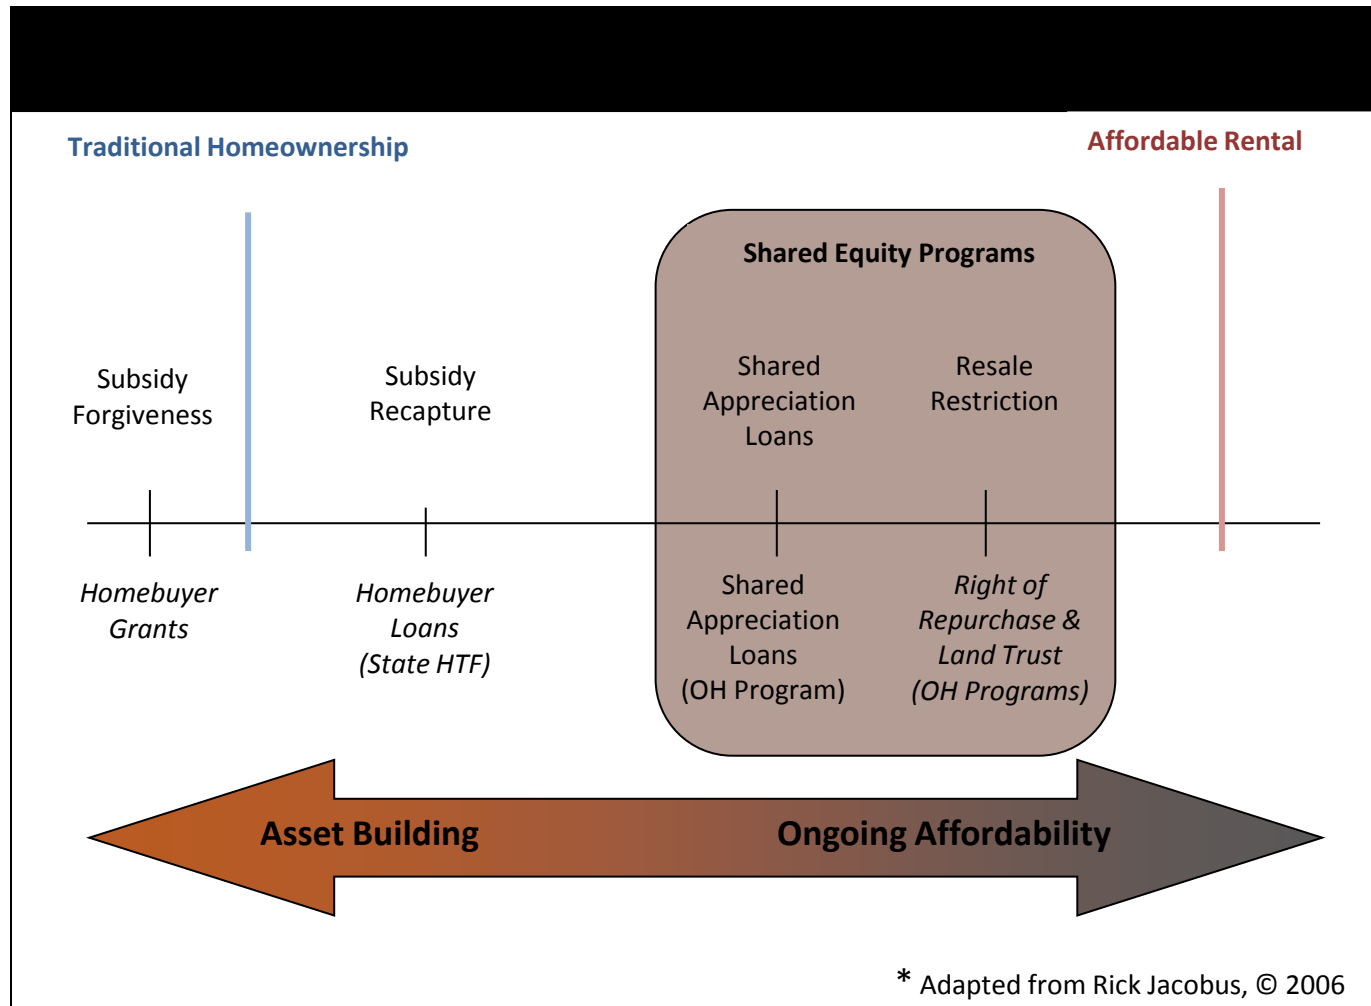 Traditional Homeownership
Affordable Rental
Shared Equity Programs
Subsidy
Forgiveness
Subsidy
Recapture
Shared
Appreciation
Loans
Resale
Restriction
Homebuyer
Grants
Homebuyer
Loans
(State HTF)
Shared
Appreciation
Loans
(OH Program)
Right of
Repurchase &
Land Trust
(OH Programs)
Asset Building
Ongoing Affordability
* Adapted from Rick Jacobus, © 2006